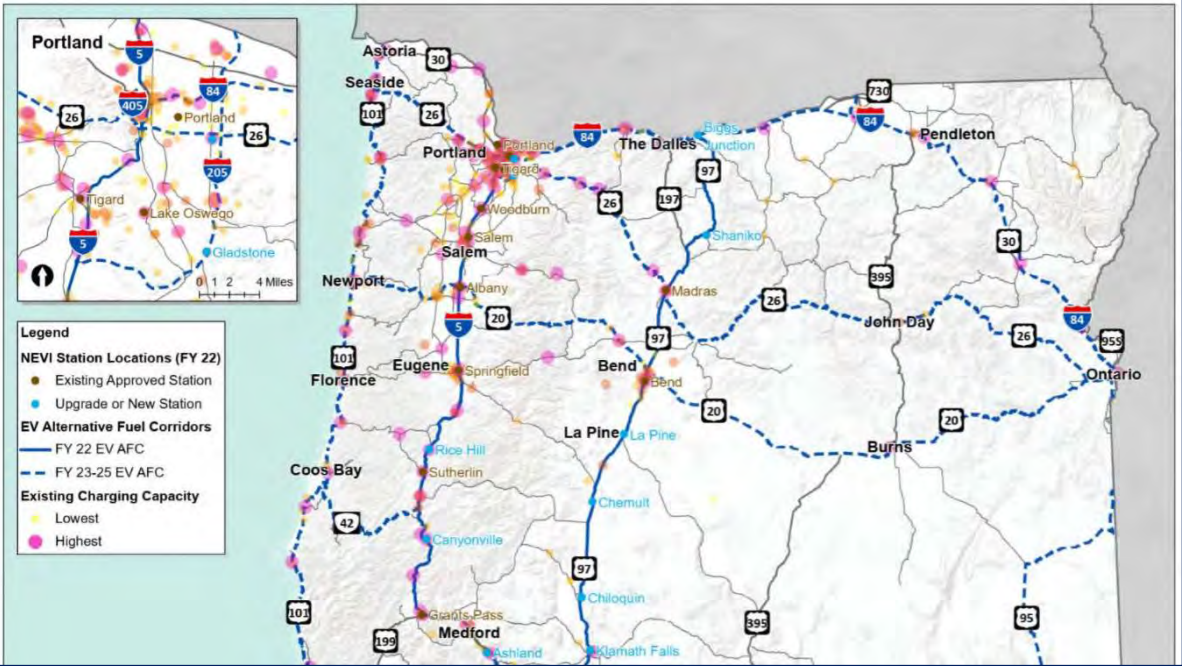 Portland
5
405
84
26
Portland
26
205
Tigard
Lake Oswego
5
Gladstone
0 1 2 4 Miles
Legend
NEVI Station Locations (FY 22)
Existing Approved Station
Upgrade or New Station
EV Alternative Fuel Corridors
FY 22 EV AFC
FY 23-25 EV AFC
Existing Charging Capacity
Lowest
Highest
Astoria
30
Seaside
101
26
730
84
84
Biggs
Junction
Pendleton
The Dalles
Portland
Portland
Tigard
97
197
26
Woodburn
Shaniko
Salem
Salem
30
395
Newport
Albany
Madras
26
5
20
John Day
84
26
955
101
97
Eugene
Springfield
Bend
Bend
Florence
Ontario
20
20
La Pine
La Pine
Burns
Rice Hill
Coos Bay
Sutherlin
Chemult
42
Canyonville
97
Chiloquin
101
Grants Pass
395
95
Medford
199
Ashland
Klamath Falls